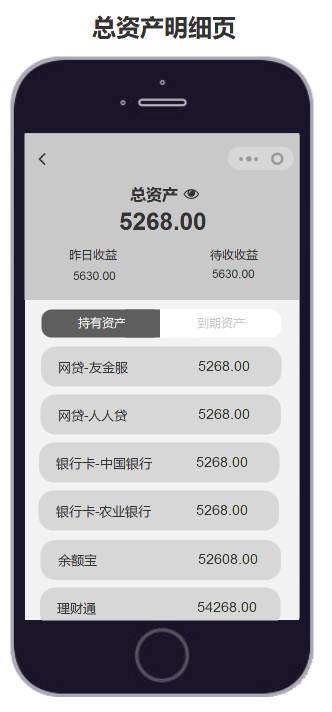 总资产明细页
总资产
5268.00
昨日收益 待收收益
5630.00 5630.00
持有资产 到期资产
网贷-友金服 5268.00
网贷-人人贷 5268.00
银行卡-中国银行 5268.00
银行卡-农业银行 5268.00
余额宝 52608.00
理财通 54268.00